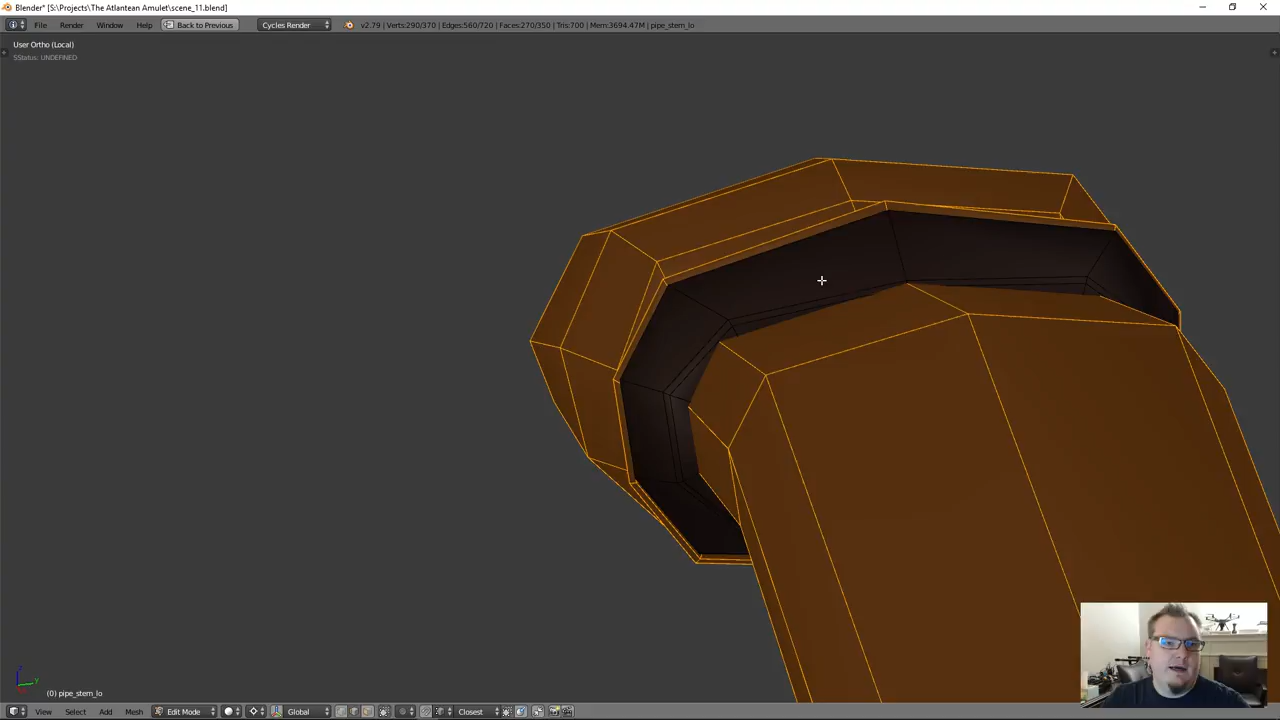 Blender* [S:\Projects\The Atlantean Amulet\scene_11.blend]
File Render Window Help Back to Previous Cycles Render v2.79 | Verts:290/370 | Edges:560/720 | Faces:270/350 | Tris:700 | Mem:3694.47M | pipe_stem_lo
User Ortho (Local)
SStatus: UNDEFINED
z
y
(0) pipe_stem_lo
View Select Add Mesh Edit Mode Global Closest